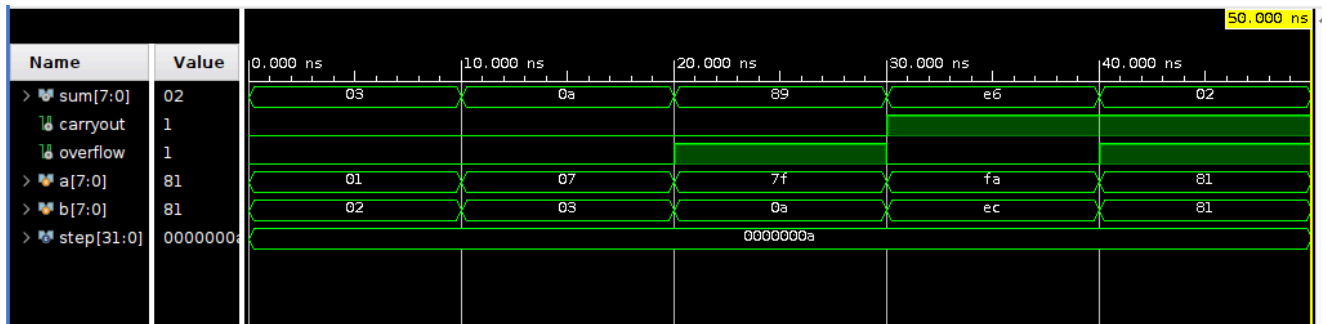 50.000 ns
Name Value 0.000 ns 10.000 ns 20.000 ns 30.000 ns 40.000 ns
sum[7:0] 02 03 0a 89 e6 02
carryout 1
overflow 1
a[7:0] 81 01 07 7f fa 81
b[7:0] 81 02 03 0a ec 81
step[31:0] 0000000a 0000000a